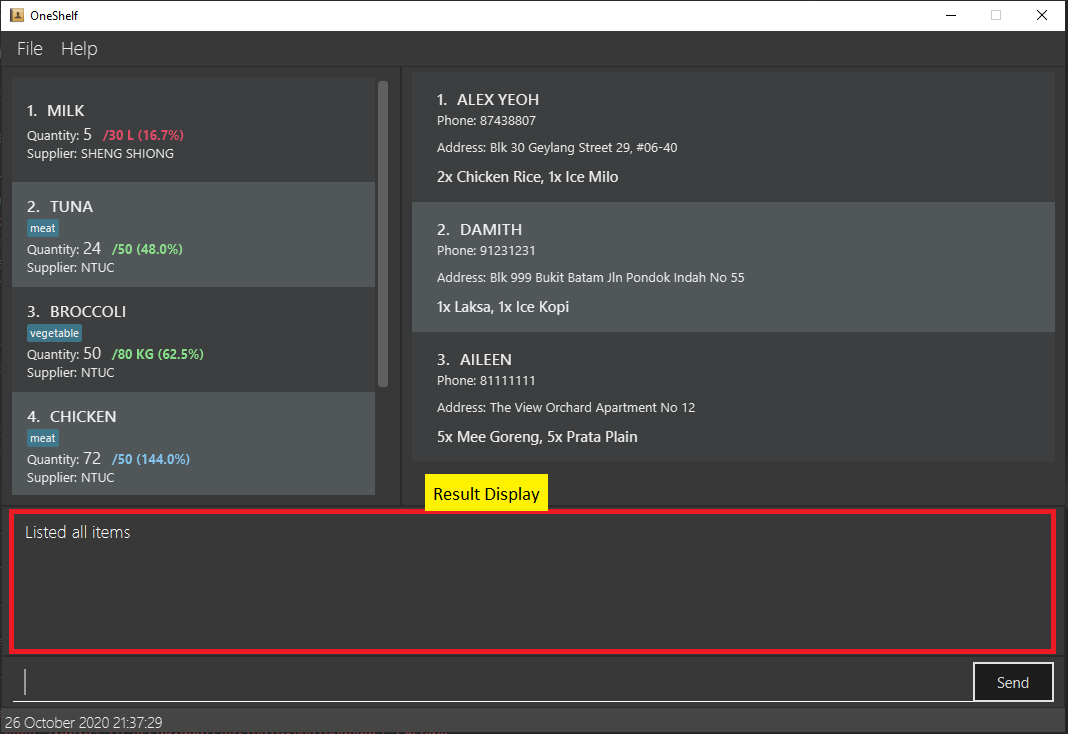 OneShelf
File Help
1. MILK
Quantity: 5 /30 L (16.7%)
Supplier: SHENG SHIONG
2. TUNA
meat
Quantity: 24 /50 (48.0%)
Supplier: NTUC
3. BROCCOLI
vegetable
Quantity: 50 /80 KG (62.5%)
Supplier: NTUC
4. CHICKEN
meat
Quantity: 72 /50 (144.0%)
Supplier: NTUC
1. ALEX YEOH
Phone: 87438807
Address: Blk 30 Geylang Street 29, #06-40
2x Chicken Rice, 1x Ice Milo
2. DAMITH
Phone: 91231231
Address: Blk 999 Bukit Batam Jln Pondok Indah No 55
1x Laksa, 1x Ice Kopi
3. AILEEN
Phone: 81111111
Address: The View Orchard Apartment No 12
5x Mee Goreng, 5x Prata Plain
Result Display
Listed all items
Send
26 October 2020 21:37:29